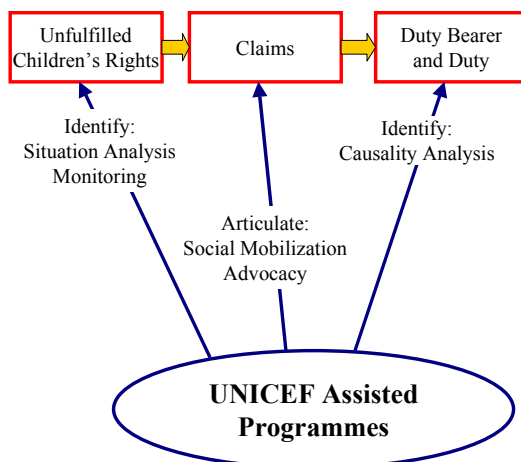 Unfulfilled
Children's Rights
Claims
Duty Bearer
and Duty
Identify:
Situation Analysis
Monitoring
Articulate:
Social Mobilization
Advocacy
Identify:
Causality Analysis
UNICEF Assisted
Programmes